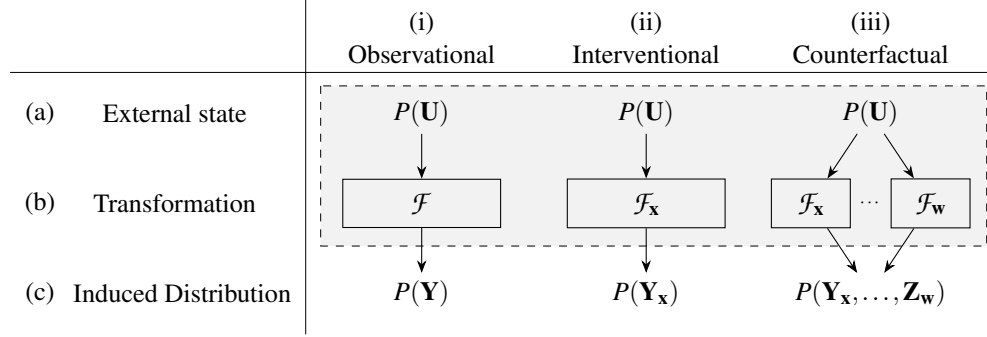 (i) (ii) (iii)
Observational Interventional Counterfactual
(a) External state P(𝐔) P(𝐔) P(𝐔)
(b) Transformation ℱ ℱ𝐱 ℱ𝐱 ⋯ ℱ𝐰
(c) Induced Distribution P(𝐘) P(𝐘𝐱) P(𝐘𝐱,...,𝐙𝐰)